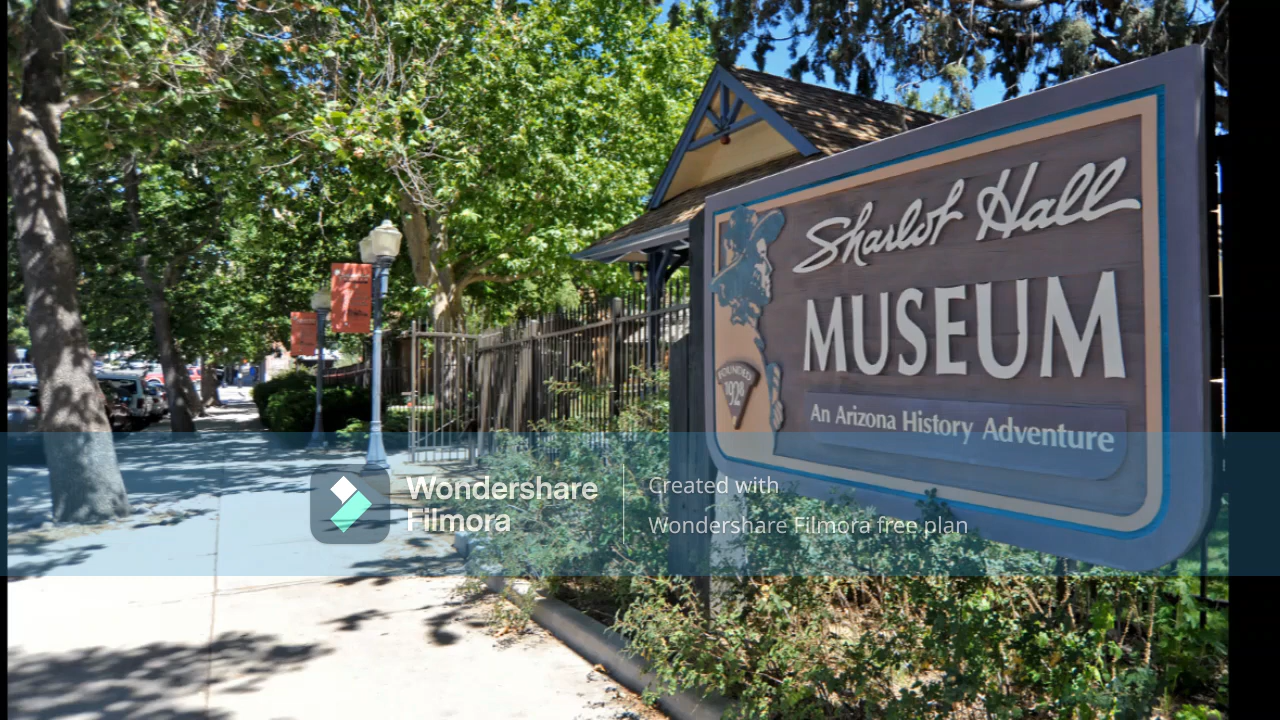 Sharlot Hall
MUSEUM
FOUNDED
1928
An Arizona History Adventure
Wondershare
Filmora
Created with
Wondershare Filmora free plan